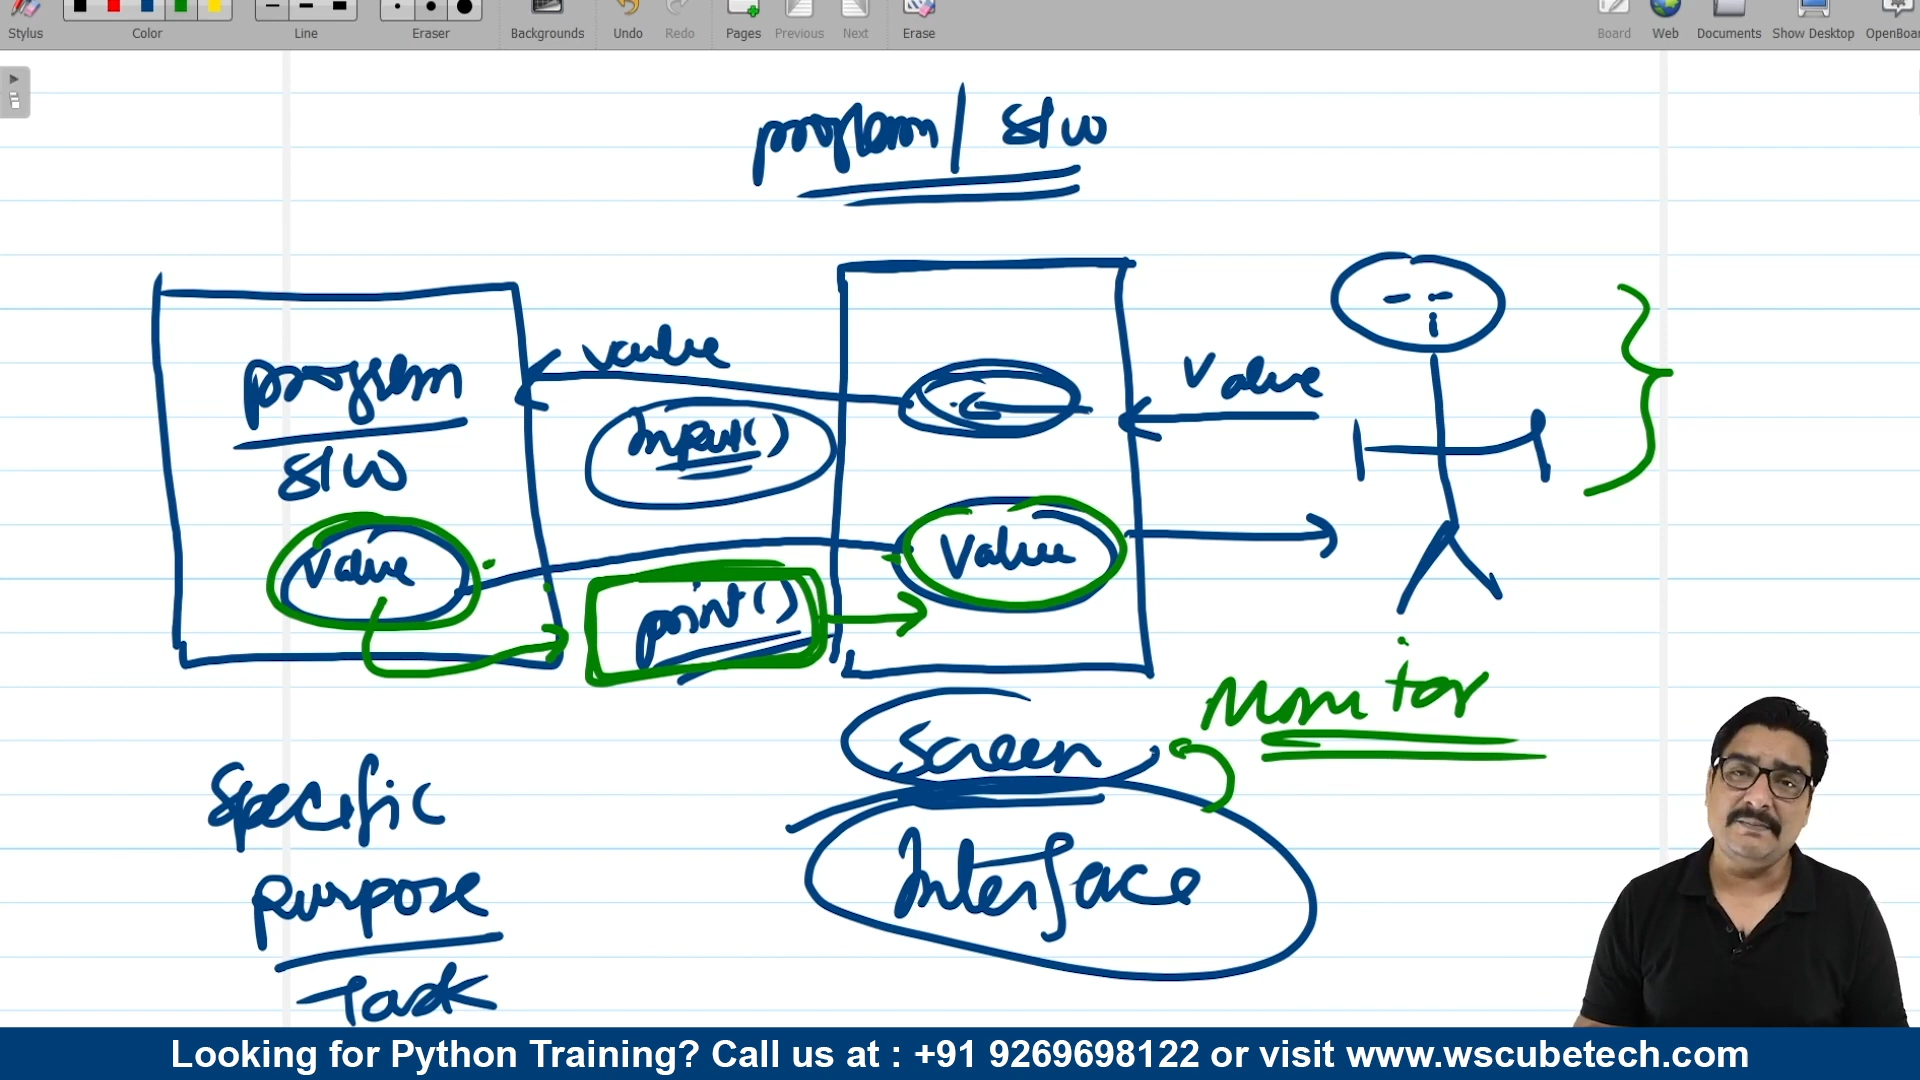 Stylus Color Line Eraser Backgrounds Undo Redo Pages Previous Next Erase Board Web Documents Show Desktop OpenBoar
program / S/W
value
Value
program
S/W
Input()
Value
Value
print()
Monitor
Screen
Specific
Interface
purpose
Task
Looking for Python Training? Call us at : +91 9269698122 or visit www.wscubetech.com